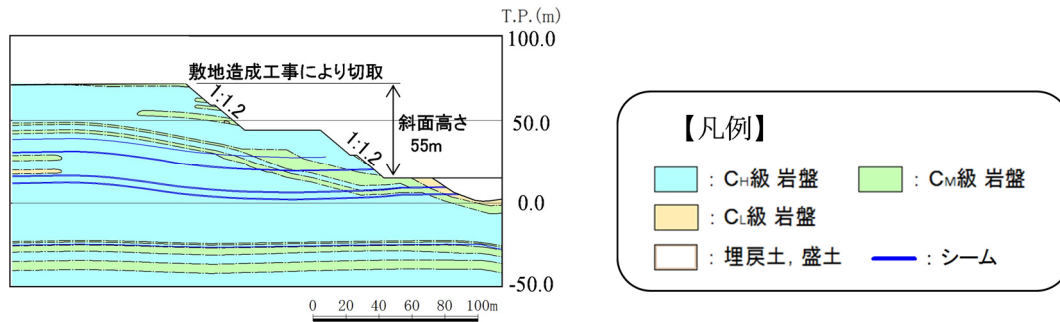 T.P.(m)
100.0
敷地造成工事により切取
1:1.2
斜面高さ
55m
50.0
1:1.2
0.0
-50.0
0 20 40 60 80 100m
【凡例】
：CH級 岩盤
：CM級 岩盤
：CL級 岩盤
：埋戻土，盛土
：シーム